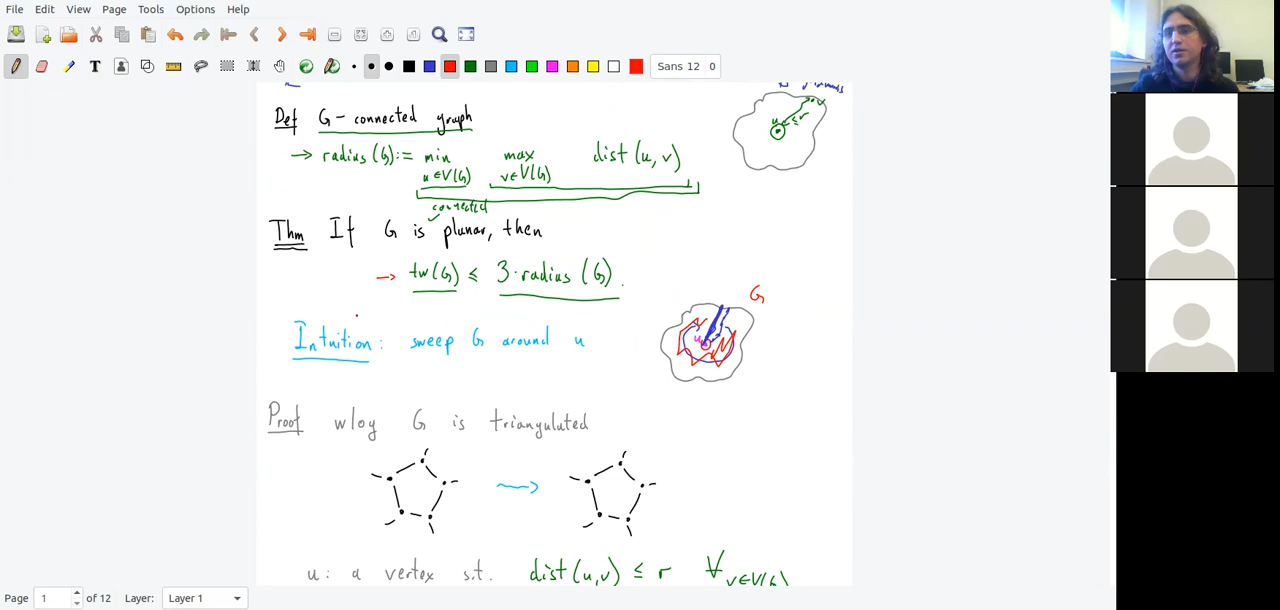 File Edit View Page Tools Options Help
Sans 12 0
Def G - connected graph
→ radius (G) := min max dist (u, v)
u ∈ V(G) v ∈ V(G)
u ≤ r v
connected
Thm If G is planar, then
→ tw(G) ≤ 3·radius (G).
G
Intuition: sweep G around u
u
Proof wlog G is triangulated
u: a vertex s.t. dist (u,v) ≤ r ∀ v∈V(G)
Page 1 of 12 Layer: Layer 1